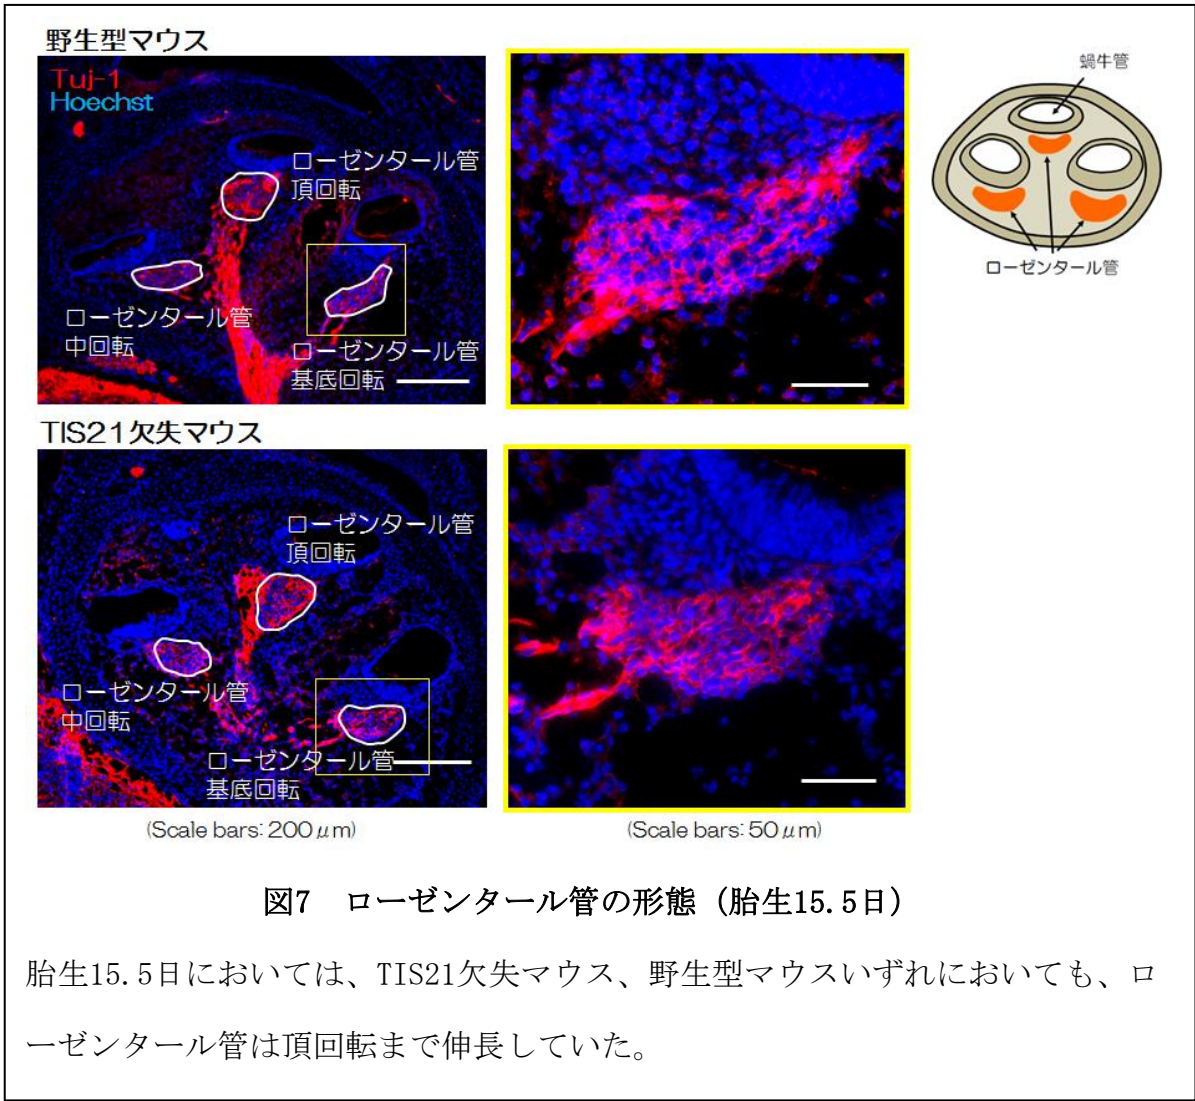 野生型マウス
Tuj-1
Hoechst
ローゼンタール管
頂回転
ローゼンタール管
中回転
ローゼンタール管
基底回転
蝸牛管
ローゼンタール管
TIS21欠失マウス
ローゼンタール管
頂回転
ローゼンタール管
中回転
ローゼンタール管
基底回転
(Scale bars: 200μm)
(Scale bars: 50μm)
図7 ローゼンタール管の形態（胎生15.5日）
胎生15.5日においては、TIS21欠失マウス、野生型マウスいずれにおいても、ロ
ーゼンタール管は頂回転まで伸長していた。